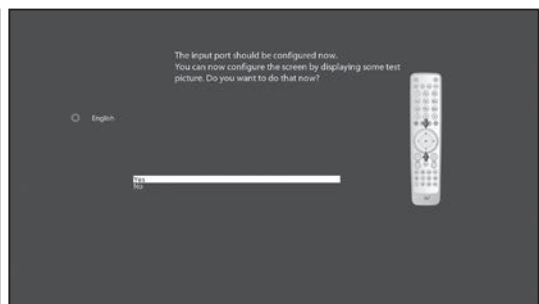 The input port should be configured now.
You can now configure the screen by displaying some test
picture. Do you want to do that now?
English
Yes
No